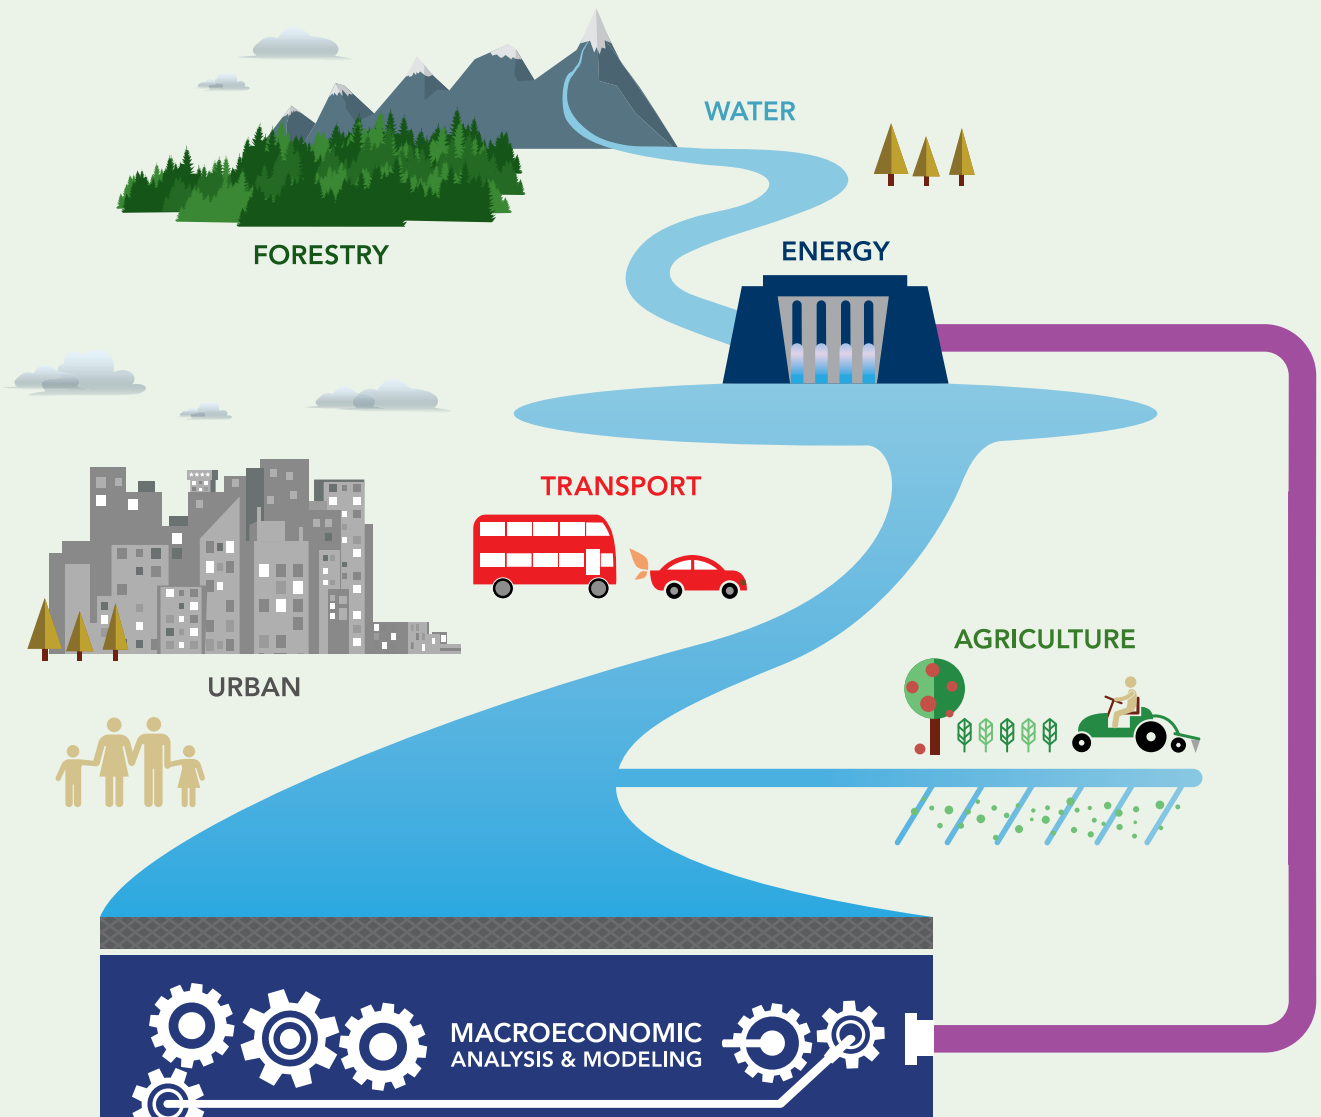 WATER
FORESTRY
ENERGY
TRANSPORT
AGRICULTURE
URBAN
MACROECONOMIC
ANALYSIS & MODELING